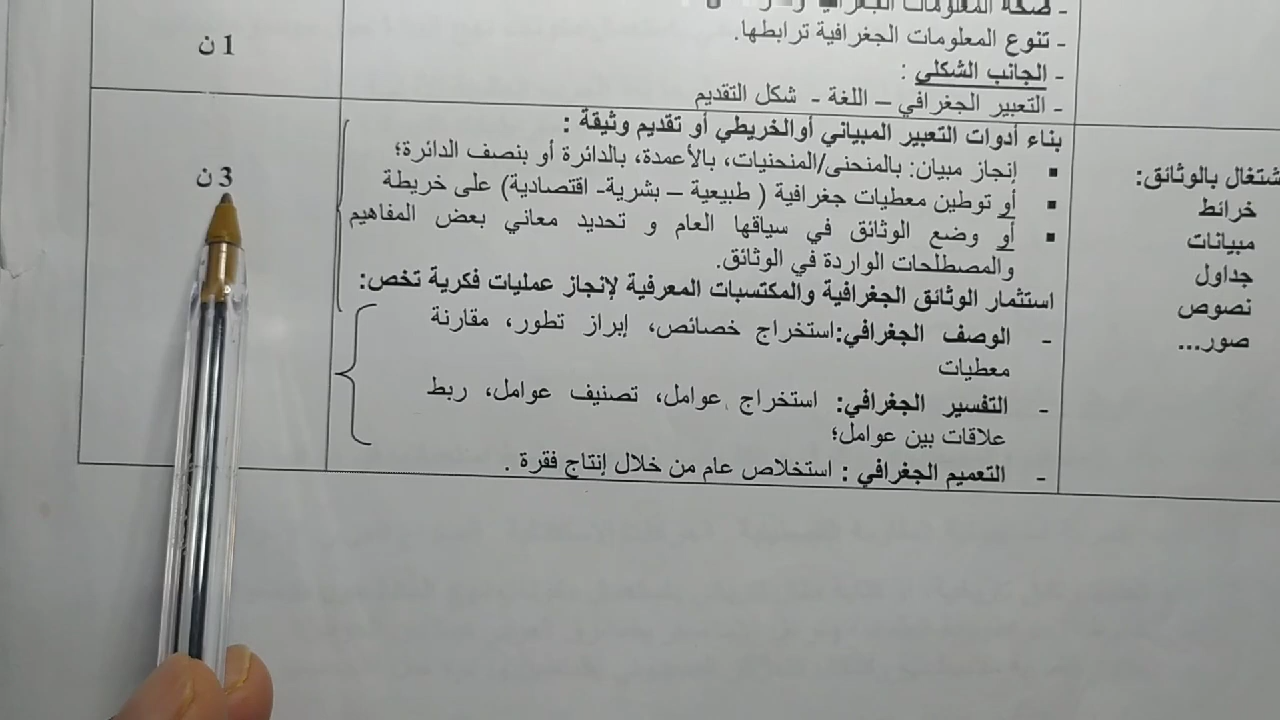 - صحة المعلومات
- تنوع المعلومات الجغرافية ترابطها.
- الجانب الشكلي :
- التعبير الجغرافي – اللغة - شكل التقديم
1 ن
شتغال بالوثائق:
خرائط
مبيانات
جداول
نصوص
صور...
بناء أدوات التعبير المبياني أوالخريطي أو تقديم وثيقة :
▪ إنجاز مبيان: بالمنحنى/المنحنيات، بالأعمدة، بالدائرة أو بنصف الدائرة؛
▪ أو توطين معطيات جغرافية ( طبيعية – بشرية- اقتصادية) على خريطة
▪ أو وضع الوثائق في سياقها العام و تحديد معاني بعض المفاهيم
والمصطلحات الواردة في الوثائق.
استثمار الوثائق الجغرافية والمكتسبات المعرفية لإنجاز عمليات فكرية تخص:
- الوصف الجغرافي:استخراج خصائص، إبراز تطور، مقارنة
معطيات
- التفسير الجغرافي: استخراج عوامل، تصنيف عوامل، ربط
علاقات بين عوامل؛
- التعميم الجغرافي : استخلاص عام من خلال إنتاج فقرة .
3 ن